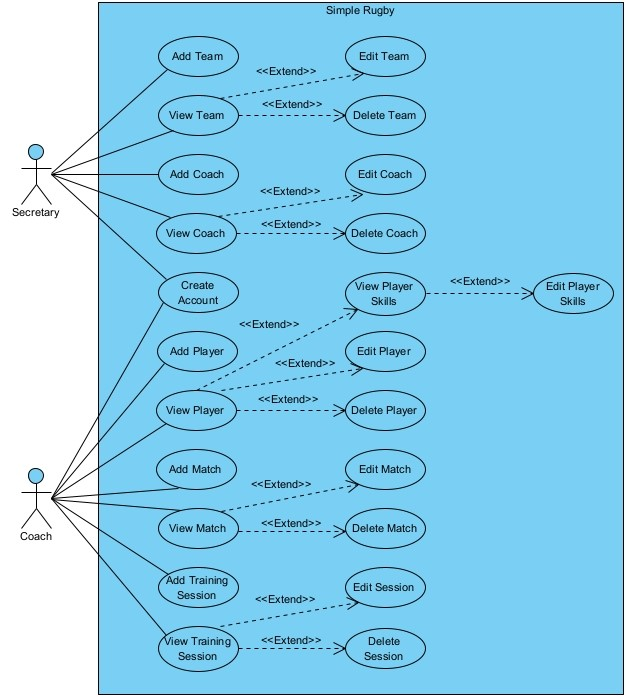 Simple Rugby
Add Team
Edit Team
<<Extend>>
View Team
<<Extend>>
Delete Team
Secretary
Add Coach
Edit Coach
<<Extend>>
View Coach
<<Extend>>
Delete Coach
Create
Account
View Player
Skills
<<Extend>>
Edit Player
Skills
<<Extend>>
Add Player
<<Extend>>
Edit Player
View Player
<<Extend>>
Delete Player
Add Match
Edit Match
<<Extend>>
Coach
View Match
<<Extend>>
Delete Match
Add Training
Session
Edit Session
<<Extend>>
View Training
Session
<<Extend>>
Delete
Session